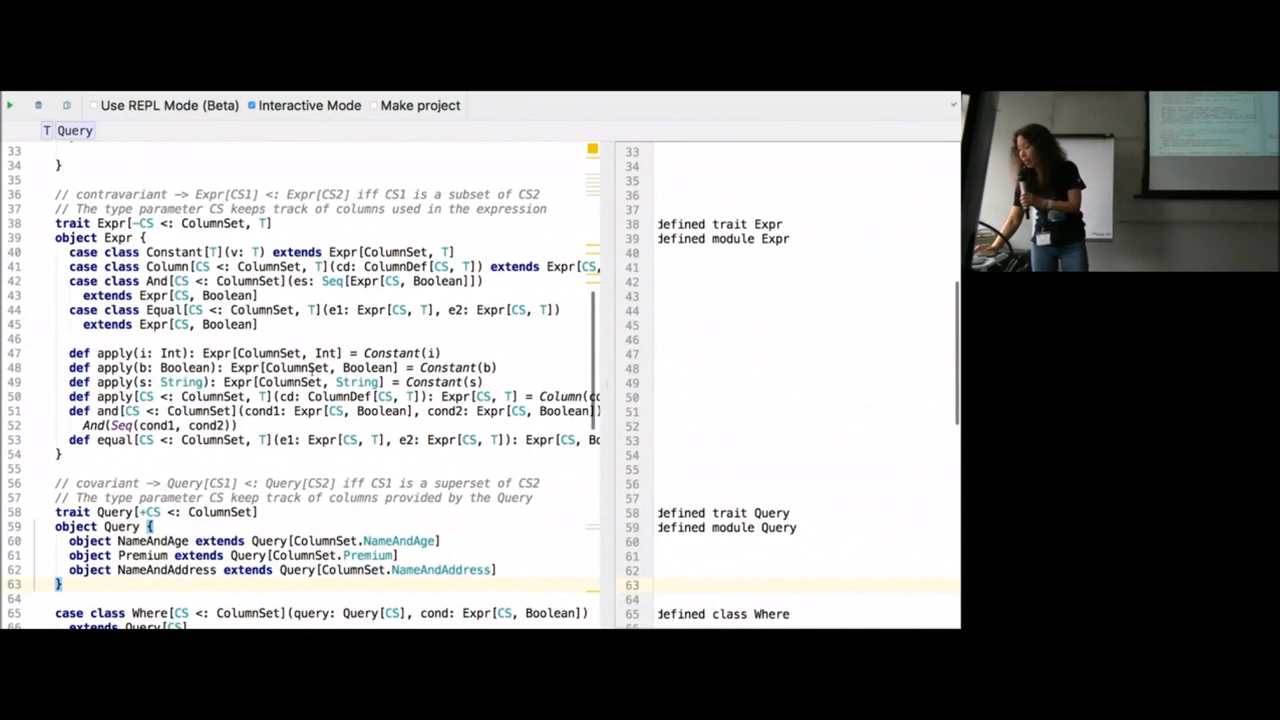 Use REPL Mode (Beta) Interactive Mode Make project
T Query
33
34 }
35
36 // contravariant -> Expr[CS1] <: Expr[CS2] iff CS1 is a subset of CS2
37 // The type parameter CS keeps track of columns used in the expression
38 trait Expr[-CS <: ColumnSet, T]
39 object Expr {
40 case class Constant[T](v: T) extends Expr[ColumnSet, T]
41 case class Column[CS <: ColumnSet, T](cd: ColumnDef[CS, T]) extends Expr[CS,
42 case class And[CS <: ColumnSet](es: Seq[Expr[CS, Boolean]])
43 extends Expr[CS, Boolean]
44 case class Equal[CS <: ColumnSet, T](e1: Expr[CS, T], e2: Expr[CS, T])
45 extends Expr[CS, Boolean]
46
47 def apply(i: Int): Expr[ColumnSet, Int] = Constant(i)
48 def apply(b: Boolean): Expr[ColumnSet, Boolean] = Constant(b)
49 def apply(s: String): Expr[ColumnSet, String] = Constant(s)
50 def apply[CS <: ColumnSet, T](cd: ColumnDef[CS, T]): Expr[CS, T] = Column(cd
51 def and[CS <: ColumnSet](cond1: Expr[CS, Boolean], cond2: Expr[CS, Boolean])
52 And(Seq(cond1, cond2))
53 def equal[CS <: ColumnSet, T](e1: Expr[CS, T], e2: Expr[CS, T]): Expr[CS, Bo
54 }
55
56 // covariant -> Query[CS1] <: Query[CS2] iff CS1 is a superset of CS2
57 // The type parameter CS keep track of columns provided by the Query
58 trait Query[+CS <: ColumnSet]
59 object Query {
60 object NameAndAge extends Query[ColumnSet.NameAndAge]
61 object Premium extends Query[ColumnSet.Premium]
62 object NameAndAddress extends Query[ColumnSet.NameAndAddress]
63 }
64
65 case class Where[CS <: ColumnSet](query: Query[CS], cond: Expr[CS, Boolean])
66 extends Query[CS]
33
34
35
36
37
38 defined trait Expr
39 defined module Expr
40
41
42
43
44
45
46
47
48
49
50
51
52
53
54
55
56
57
58 defined trait Query
59 defined module Query
60
61
62
63
64
65 defined class Where